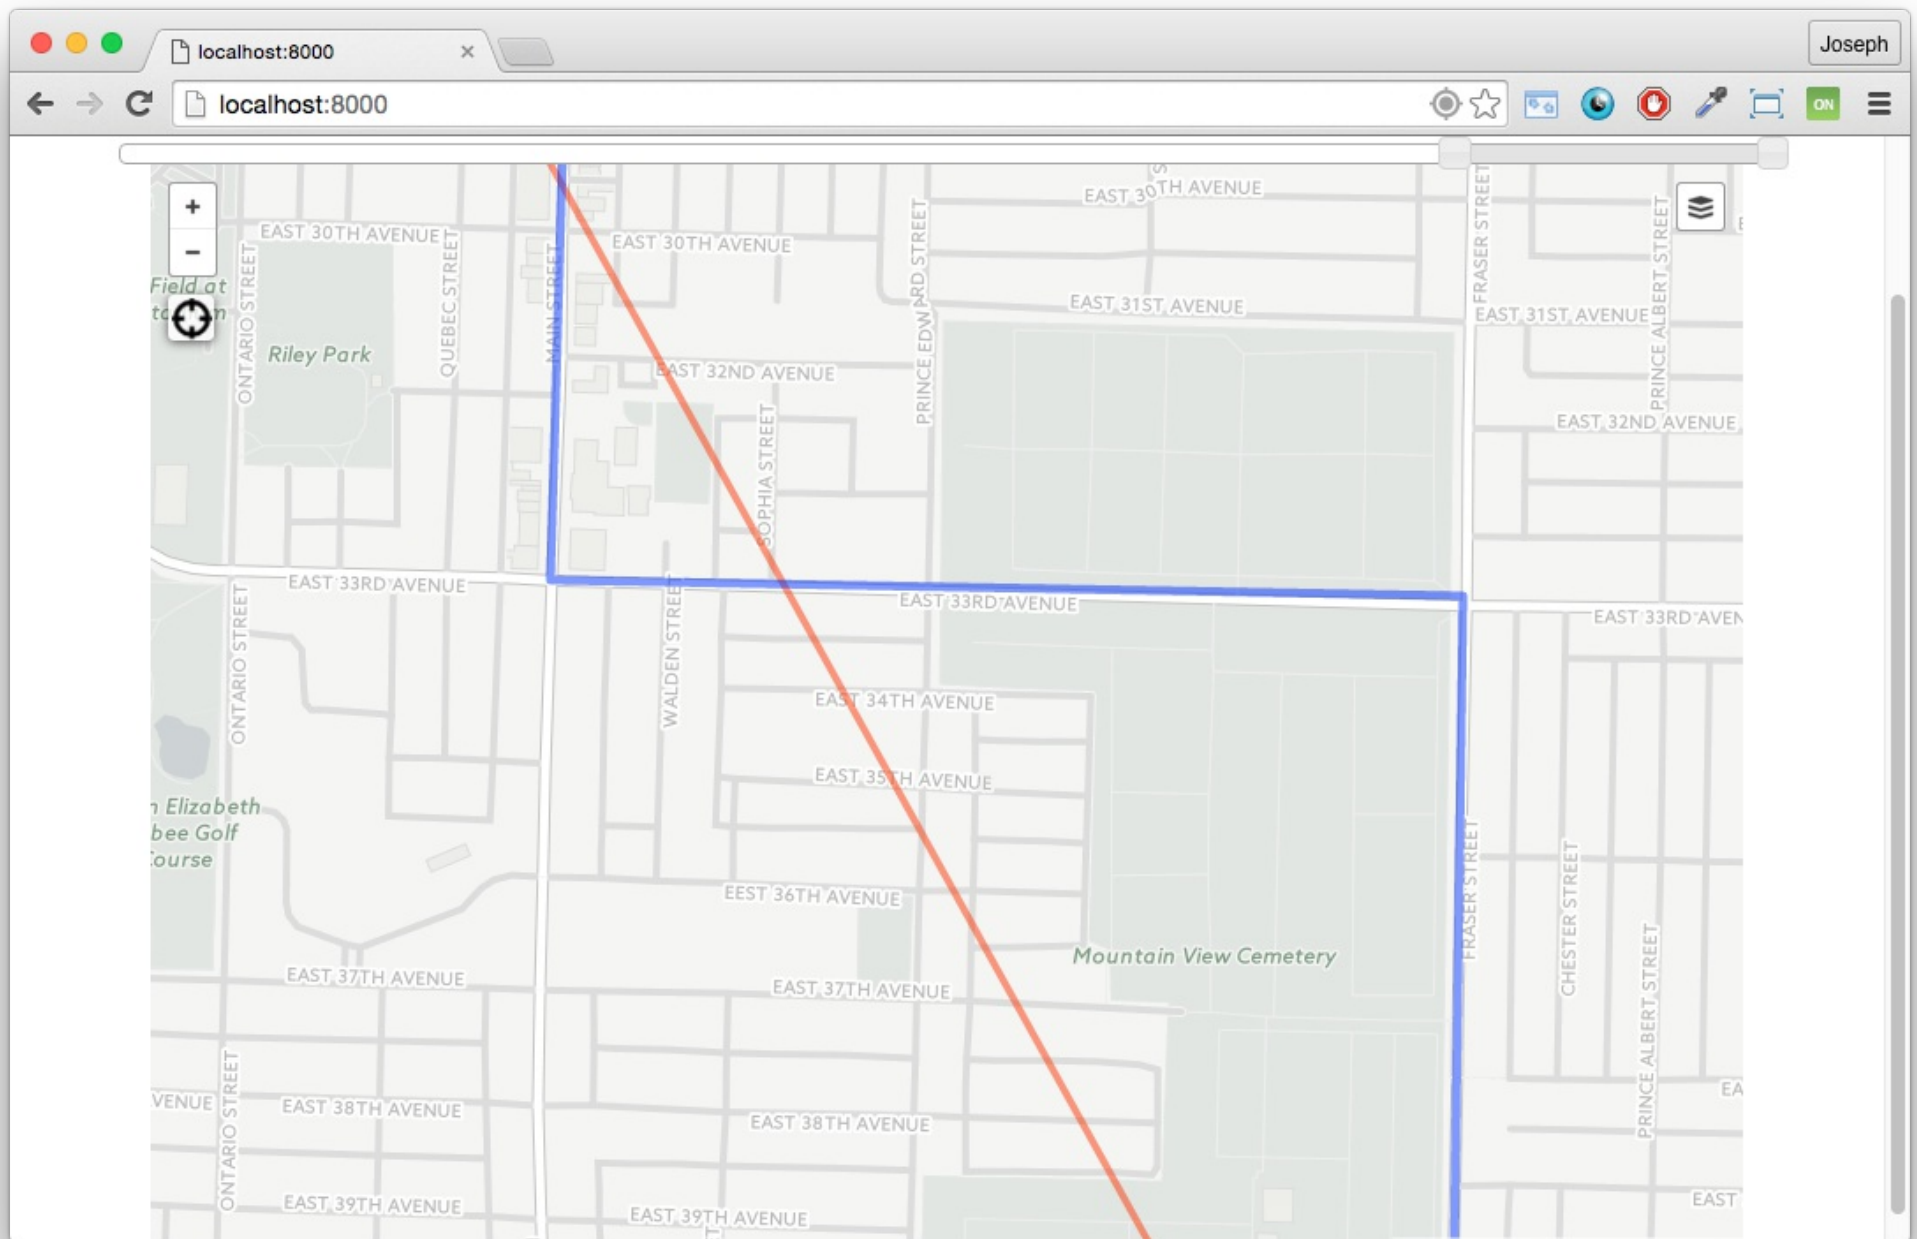 localhost:8000
Joseph
localhost:8000
ON
EAST 30TH AVENUE
FRASER STREET
PRINCE ALBERT STREET
+
−
EAST 30TH AVENUE
EAST 30TH AVENUE
PRINCE EDWARD STREET
ONTARIO STREET
QUEBEC STREET
MAIN STREET
Field at
EAST 31ST AVENUE
EAST 31ST AVENUE
Riley Park
EAST 32ND AVENUE
SOPHIA STREET
EAST 32ND AVENUE
EAST 33RD AVENUE
EAST 33RD AVENUE
EAST 33RD AVEN
ONTARIO STREET
WALDEN STREET
EAST 34TH AVENUE
EAST 35TH AVENUE
n Elizabeth
bee Golf
Course
FRASER STREET
CHESTER STREET
EEST 36TH AVENUE
PRINCE ALBERT STREET
Mountain View Cemetery
EAST 37TH AVENUE
EAST 37TH AVENUE
ONTARIO STREET
VENUE
EAST 38TH AVENUE
EAST 38TH AVENUE
EA
EAST 39TH AVENUE
EAST 39TH AVENUE
EAST